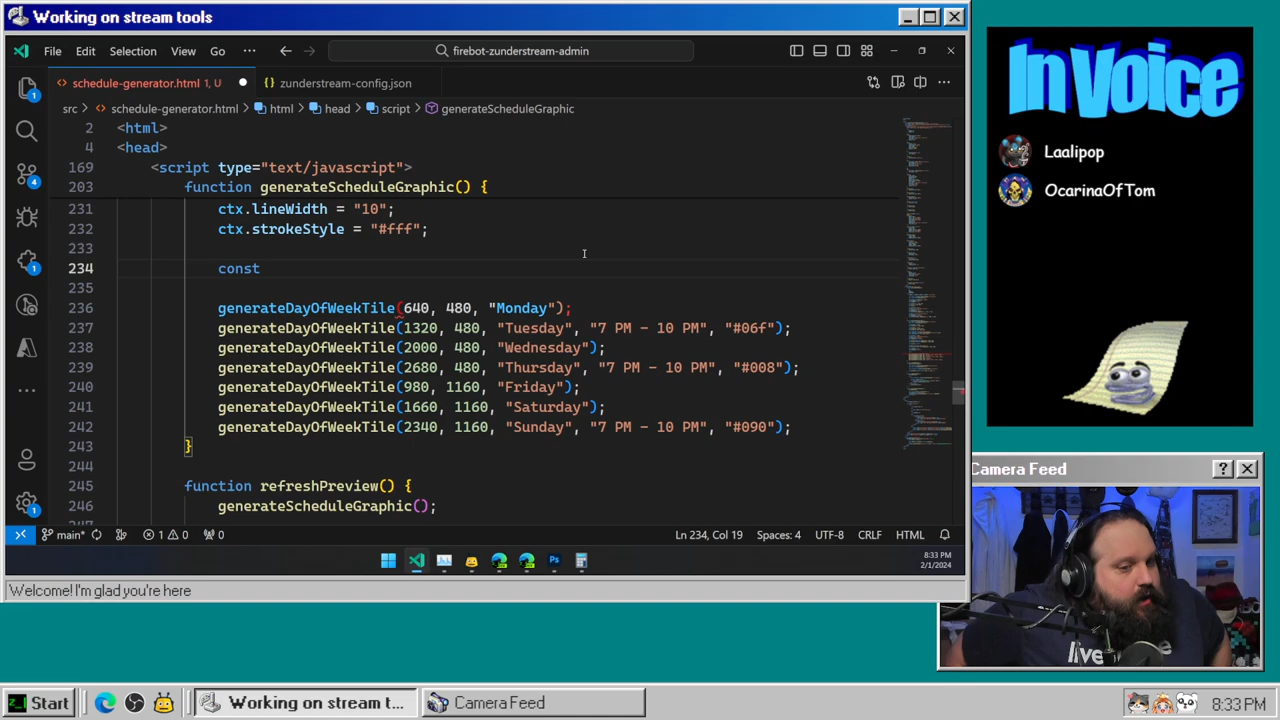 Working on stream tools
File Edit Selection View Go ··· firebot-zunderstream-admin
schedule-generator.html 1, U zunderstream-config.json
src > schedule-generator.html > html > head > script > generateScheduleGraphic
2 <html>
4 <head>
169 <script type="text/javascript">
203 function generateScheduleGraphic()
231 ctx.lineWidth = "10"
232 ctx.strokeStyle = "#fff";
233
234 const
235
236 generateDayOfWeekTile(640, 480, "Monday");
237 generateDayOfWeekTile(1320, 480, "Tuesday", "7 PM - 10 PM", "#06f");
238 generateDayOfWeekTile(2000, 480, "Wednesday");
239 generateDayOfWeekTile(2680, 480, "Thursday", "7 PM - 10 PM", "#008");
240 generateDayOfWeekTile(980, 1160, "Friday");
241 generateDayOfWeekTile(1660, 1160, "Saturday");
242 generateDayOfWeekTile(2340, 1160, "Sunday", "7 PM - 10 PM", "#090");
243 }
244
245 function refreshPreview() {
246 generateScheduleGraphic();
main* 1 0 0 Ln 234, Col 19 Spaces: 4 UTF-8 CRLF HTML
8:33 PM
2/1/2024
Welcome! I'm glad you're here
In Voice
Laalipop
OcarinaOfTom
Camera Feed
live
Start Working on stream t... Camera Feed 8:33 PM